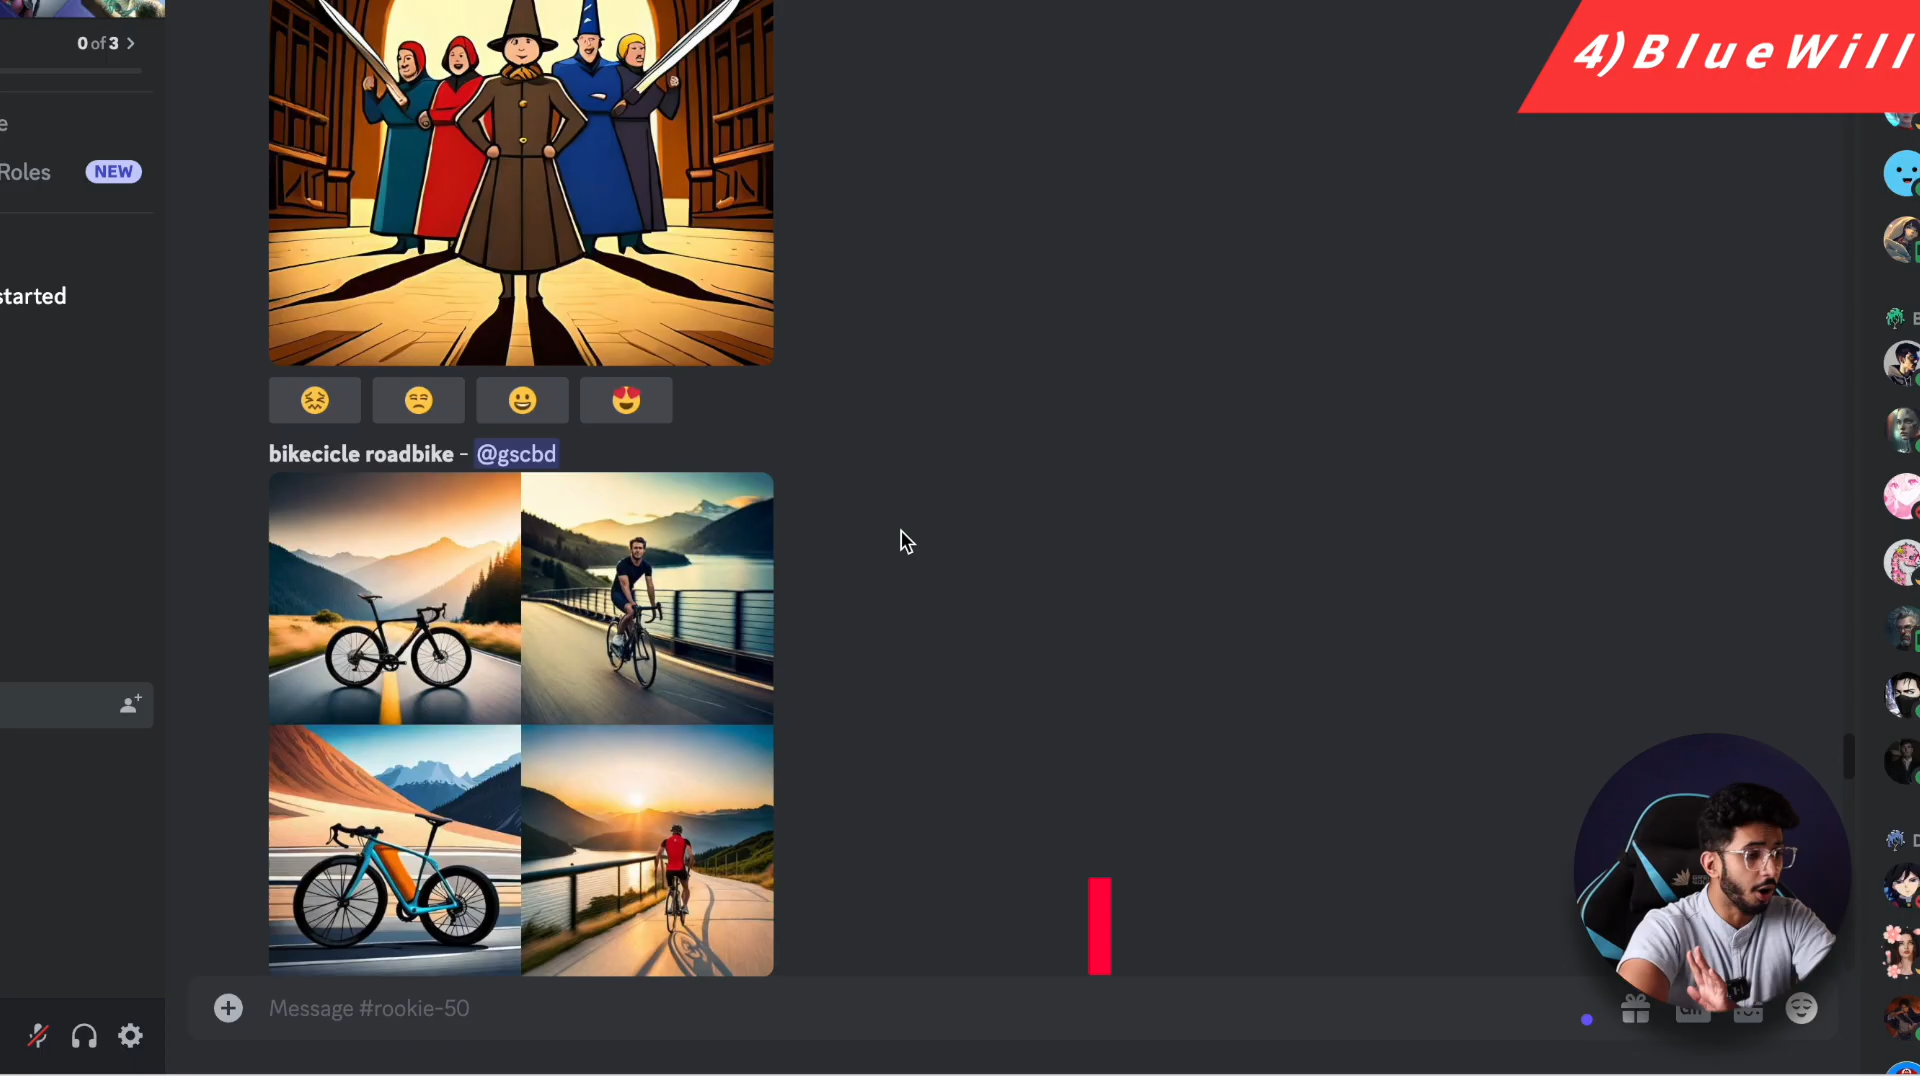 4) BlueWill
0 of 3
e
Roles NEW
started
bikecicle roadbike - @gscbd
Message #rookie-50